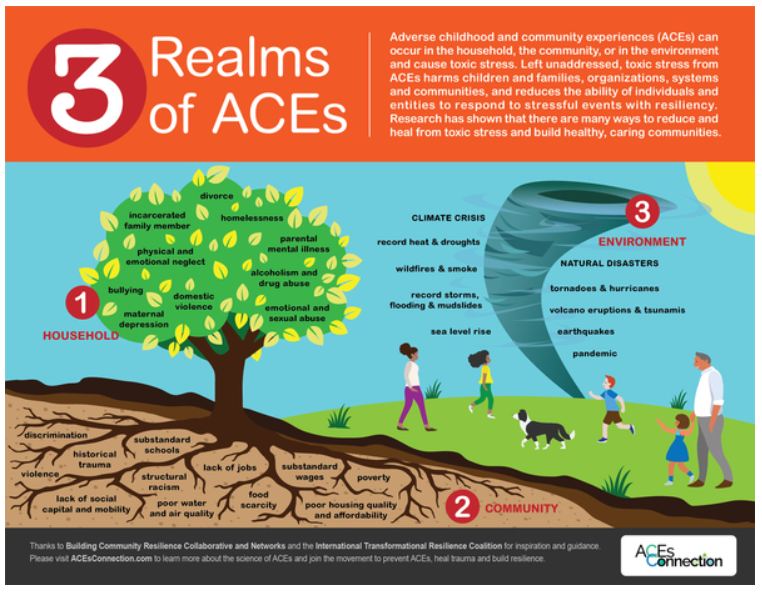 3 Realms
of ACEs
Adverse childhood and community experiences (ACEs) can
occur in the household, the community, or in the environment
and cause toxic stress. Left unaddressed, toxic stress from
ACEs harms children and families, organizations, systems
and communities, and reduces the ability of individuals and
entities to respond to stressful events with resiliency.
Research has shown that there are many ways to reduce and
heal from toxic stress and build healthy, caring communities.
1
HOUSEHOLD
divorce
incarcerated
family member
homelessness
physical and
emotional neglect
parental
mental illness
alcoholism and
drug abuse
bullying
domestic
violence
maternal
depression
emotional and
sexual abuse
3
ENVIRONMENT
CLIMATE CRISIS
record heat & droughts
wildfires & smoke
record storms,
flooding & mudslides
sea level rise
NATURAL DISASTERS
tornadoes & hurricanes
volcano eruptions & tsunamis
earthquakes
pandemic
2
COMMUNITY
discrimination
substandard
schools
historical
trauma
violence
structural
racism
lack of jobs
substandard
wages
poverty
lack of social
capital and mobility
poor water
and air quality
food
scarcity
poor housing quality
and affordability
Thanks to Building Community Resilience Collaborative and Networks and the International Transformational Resilience Coalition for inspiration and guidance.
Please visit ACEsConnection.com to learn more about the science of ACEs and join the movement to prevent ACEs, heal trauma and build resilience.
ACEs
Connection